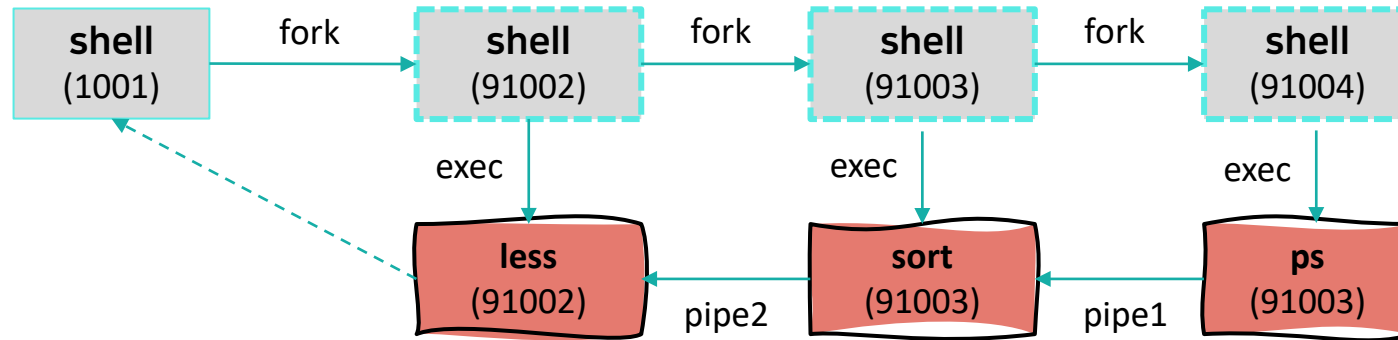 shell
(1001)
fork
shell
(91002)
fork
shell
(91003)
fork
shell
(91004)
exec
exec
exec
less
(91002)
pipe2
sort
(91003)
pipe1
ps
(91003)